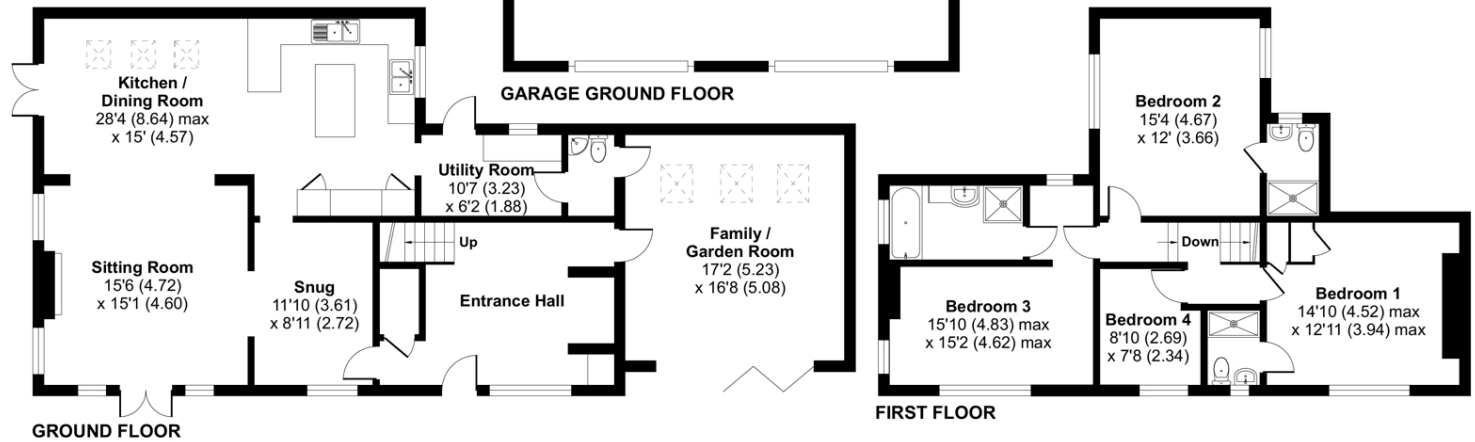 Kitchen /
Dining Room
28'4 (8.64) max
x 15' (4.57)
GARAGE GROUND FLOOR
Utility Room
10'7 (3.23)
x 6'2 (1.88)
Up
Family /
Garden Room
17'2 (5.23)
x 16'8 (5.08)
Sitting Room
15'6 (4.72)
x 15'1 (4.60)
Snug
11'10 (3.61)
x 8'11 (2.72)
Entrance Hall
GROUND FLOOR
Bedroom 2
15'4 (4.67)
x 12' (3.66)
Down
Bedroom 3
15'10 (4.83) max
x 15'2 (4.62) max
Bedroom 4
8'10 (2.69)
x 7'8 (2.34)
Bedroom 1
14'10 (4.52) max
x 12'11 (3.94) max
FIRST FLOOR